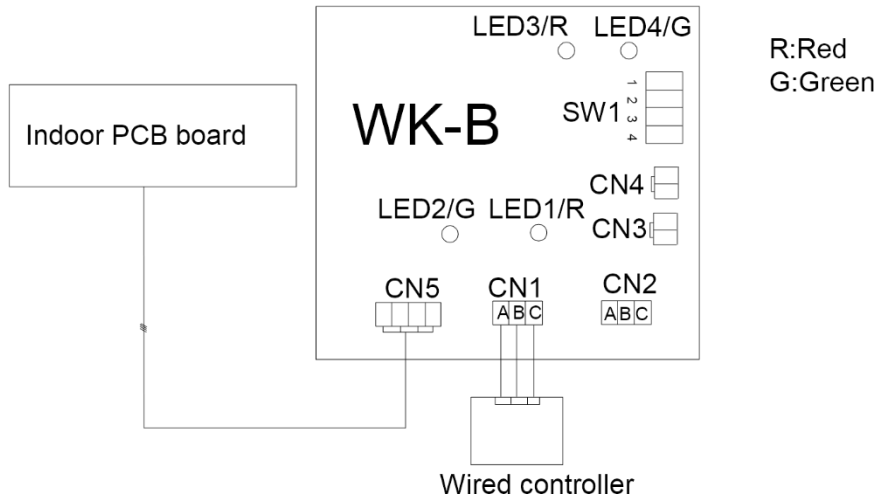 LED3/R LED4/G
R:Red
G:Green
1
2
3
4
SW1
WK-B
Indoor PCB board
CN4
LED2/G LED1/R
CN3
CN5 CN1 CN2
A B C
A B C
Wired controller